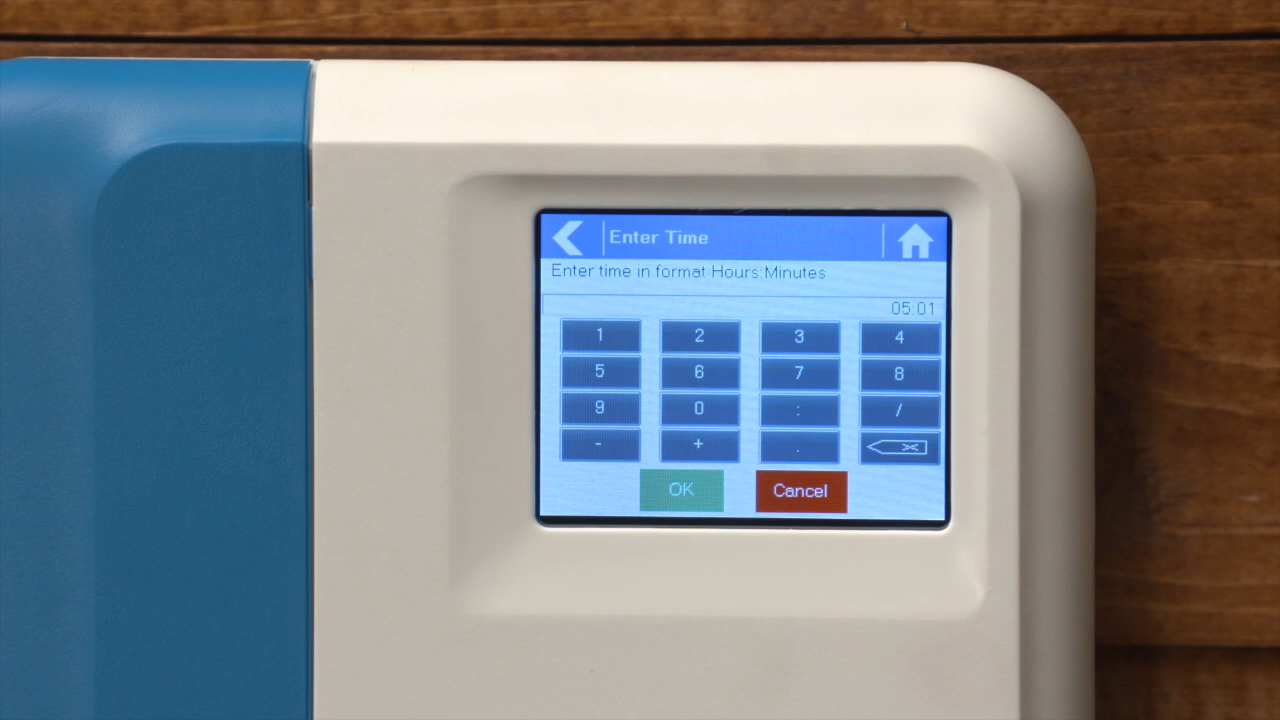 Enter Time
Enter time in format Hours:Minutes
05:01
1 2 3 4
5 6 7 8
9 0 : /
- + .
OK Cancel